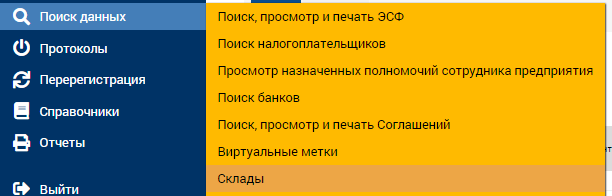 Поиск данных
Протоколы
Перерегистрация
Справочники
Отчеты
Выйти
Поиск, просмотр и печать ЭСФ
Поиск налогоплательщиков
Просмотр назначенных полномочий сотрудника предприятия
Поиск банков
Поиск, просмотр и печать Соглашений
Виртуальные метки
Склады